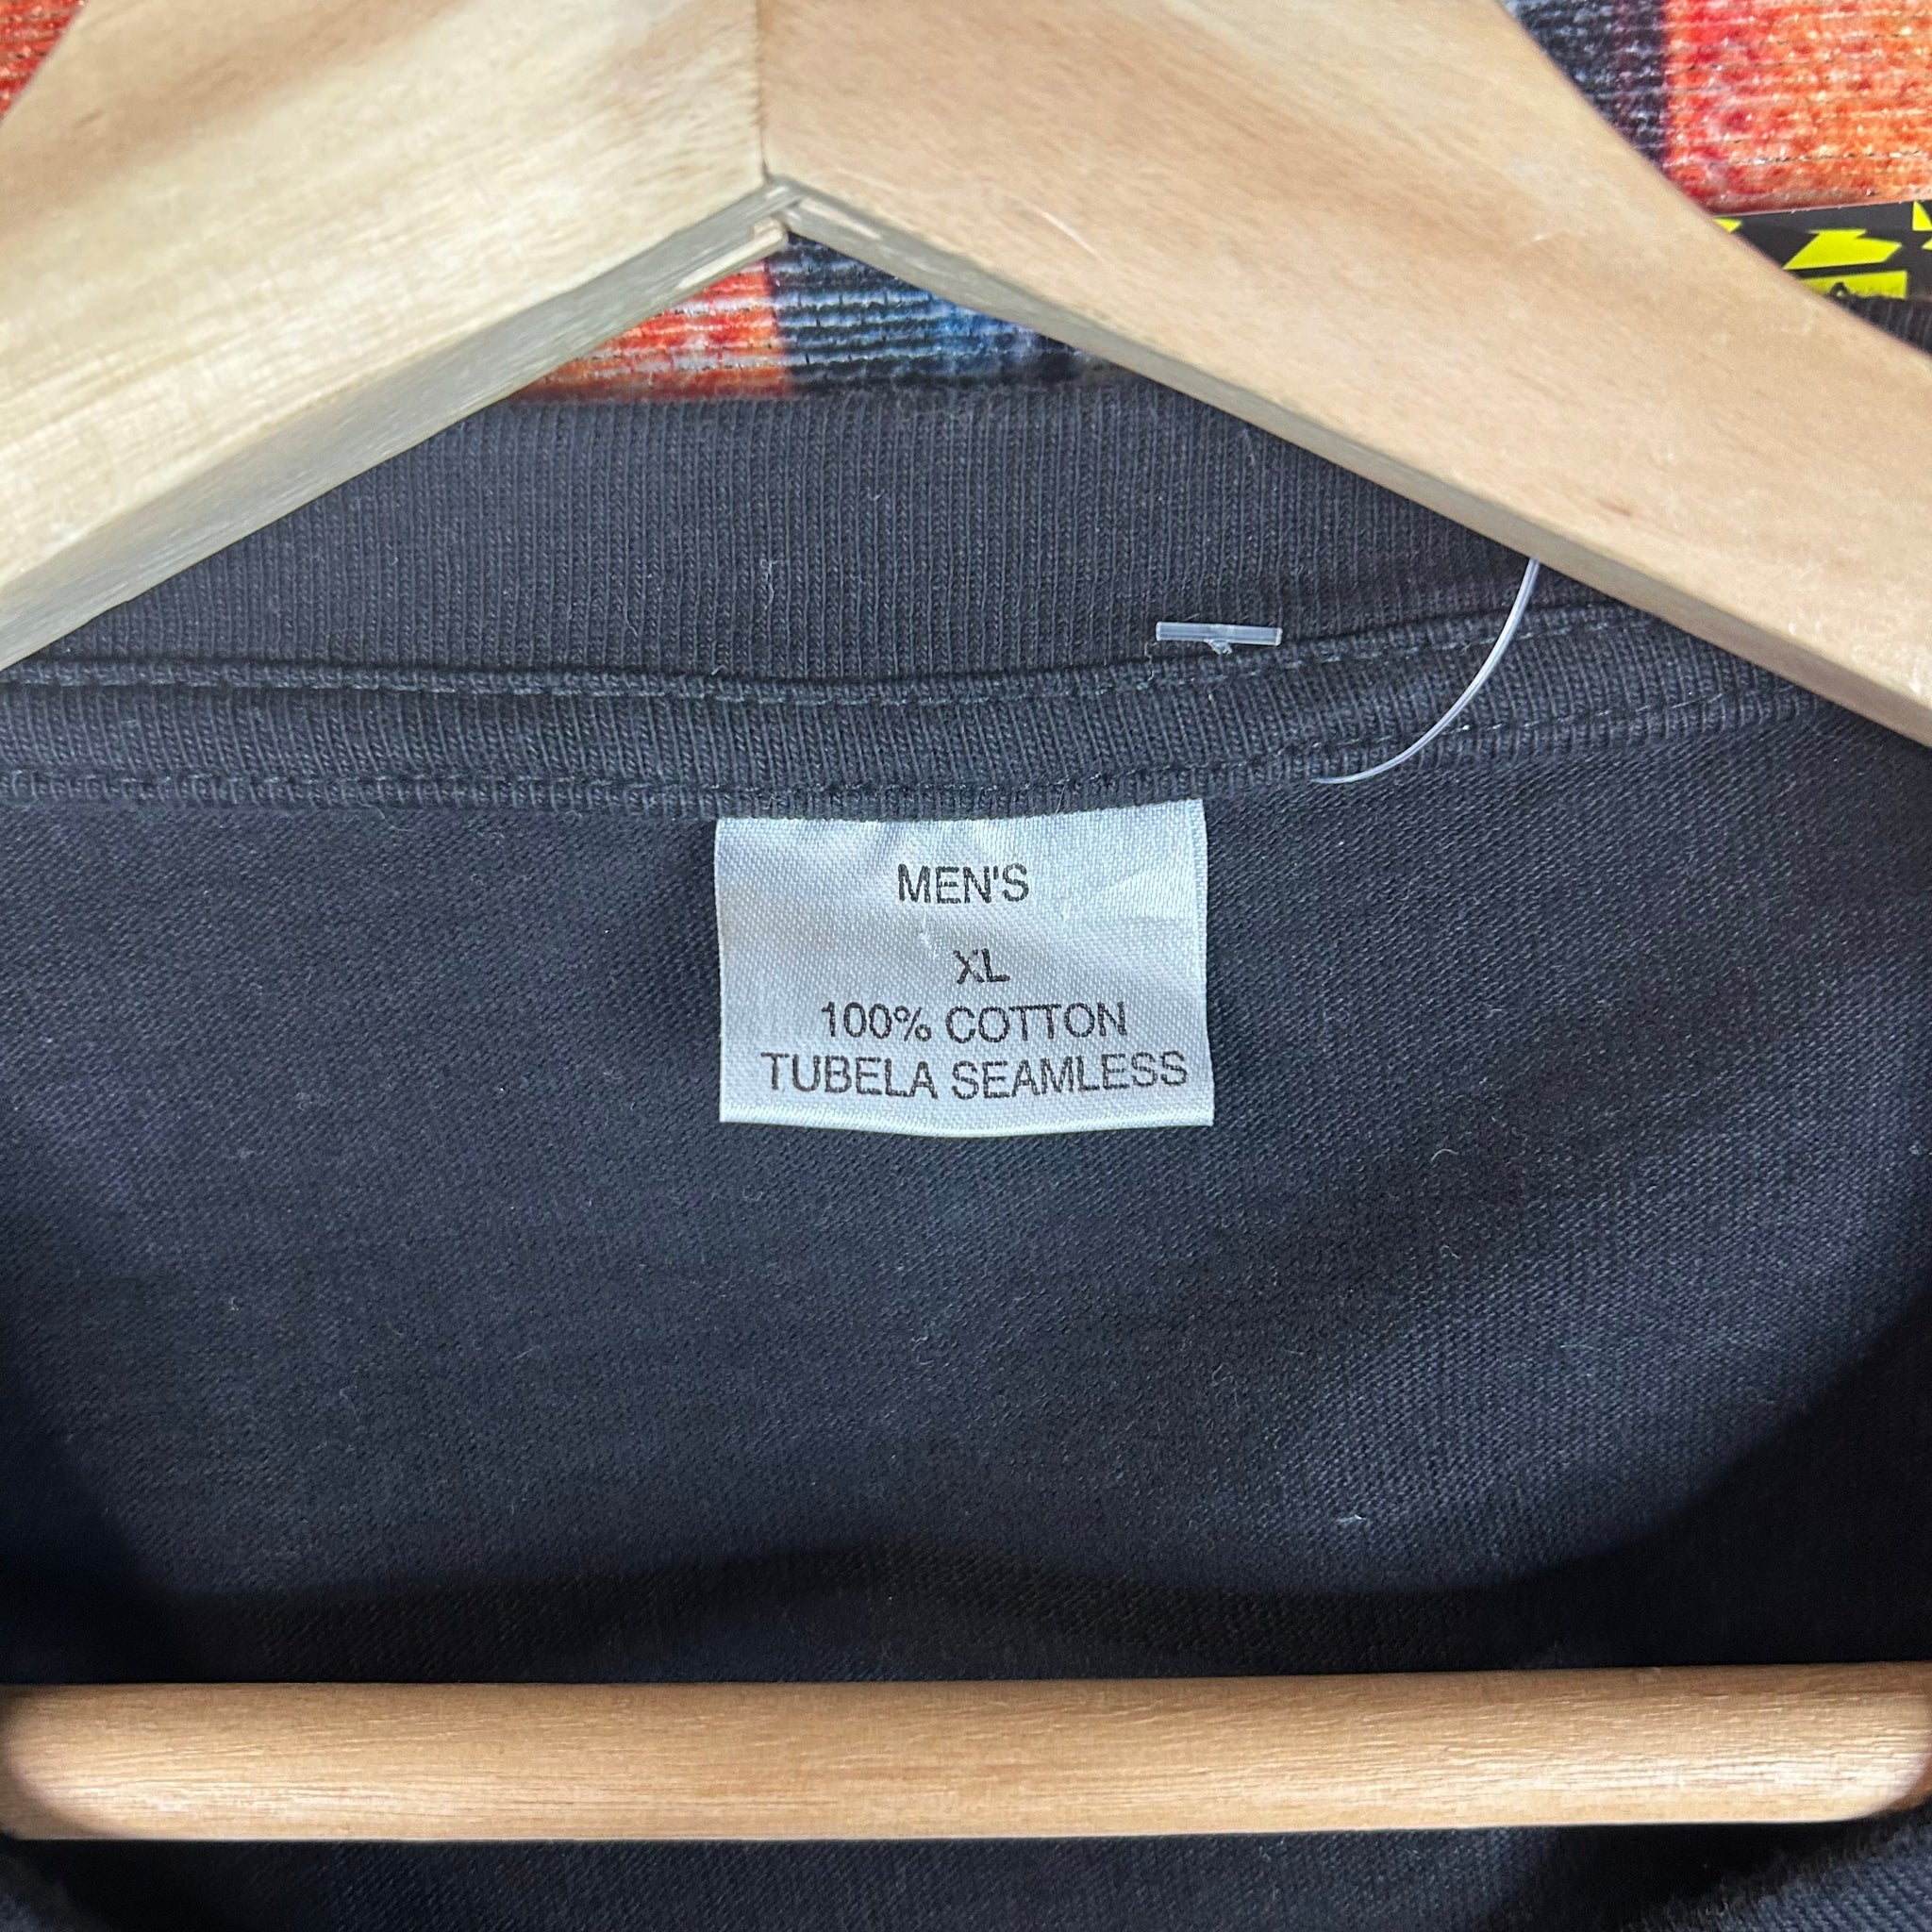 MEN'S
XL
100% COTTON
TUBELA SEAMLESS